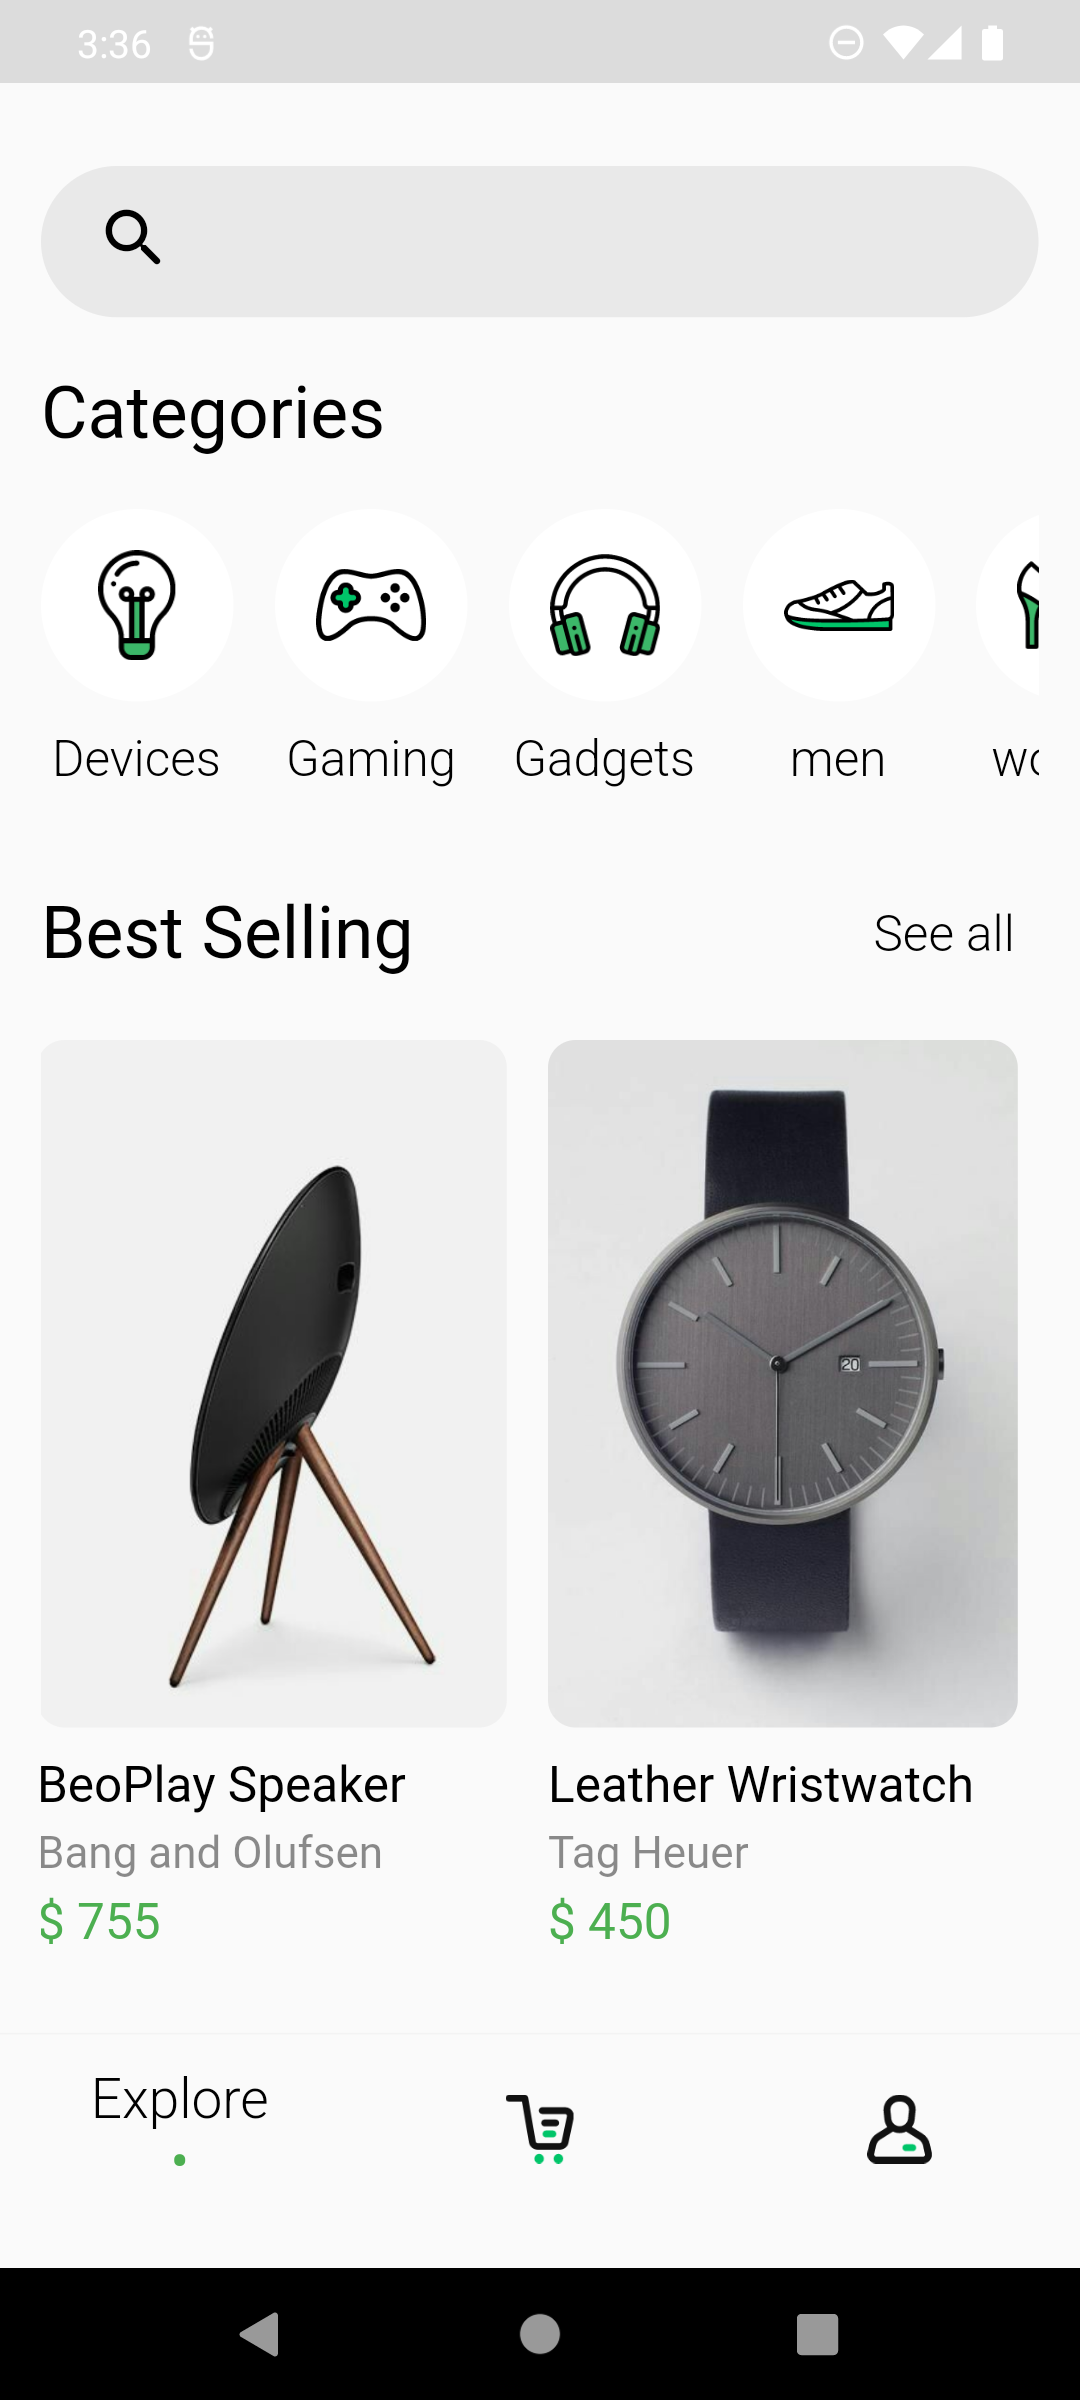 3:36
Categories
Devices Gaming Gadgets men wo
Best Selling See all
20
BeoPlay Speaker Leather Wristwatch
Bang and Olufsen Tag Heuer
$ 755 $ 450
Explore